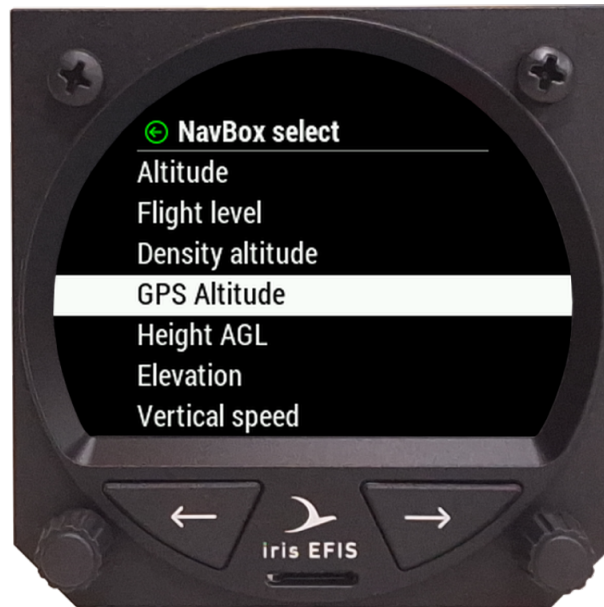 NavBox select
Altitude
Flight level
Density altitude
GPS Altitude
Height AGL
Elevation
Vertical speed
iris EFIS